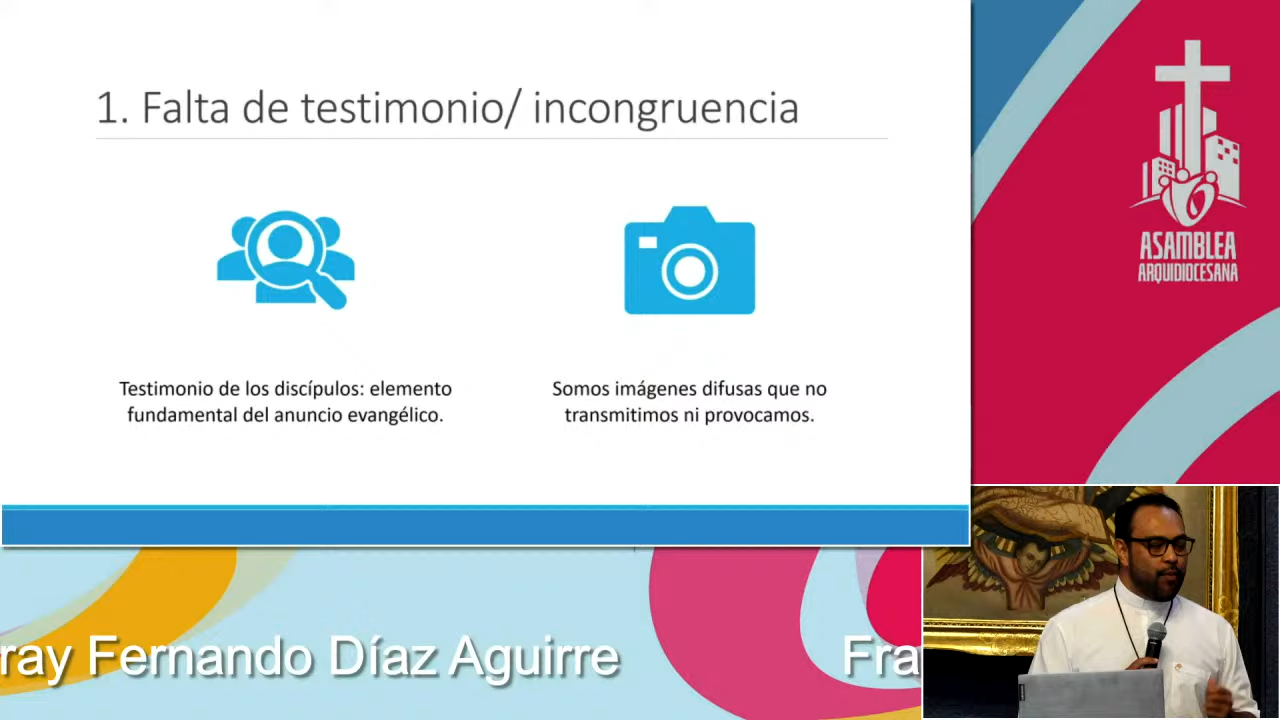 1. Falta de testimonio/ incongruencia
Testimonio de los discípulos: elemento
fundamental del anuncio evangélico.
Somos imágenes difusas que no
transmitimos ni provocamos.
ASAMBLEA
ARQUIDIOCESANA
ray Fernando Díaz Aguirre
Fra